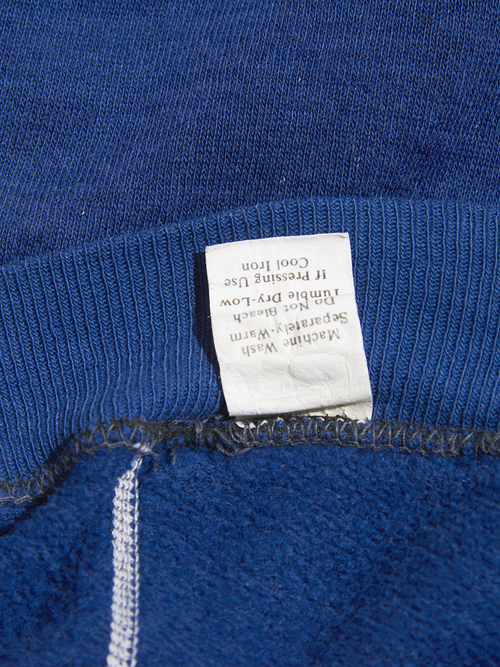 Machine Wash
Separately-Warm
Do Not Bleach
Tumble Dry-Low
If Pressing Use
Cool Iron